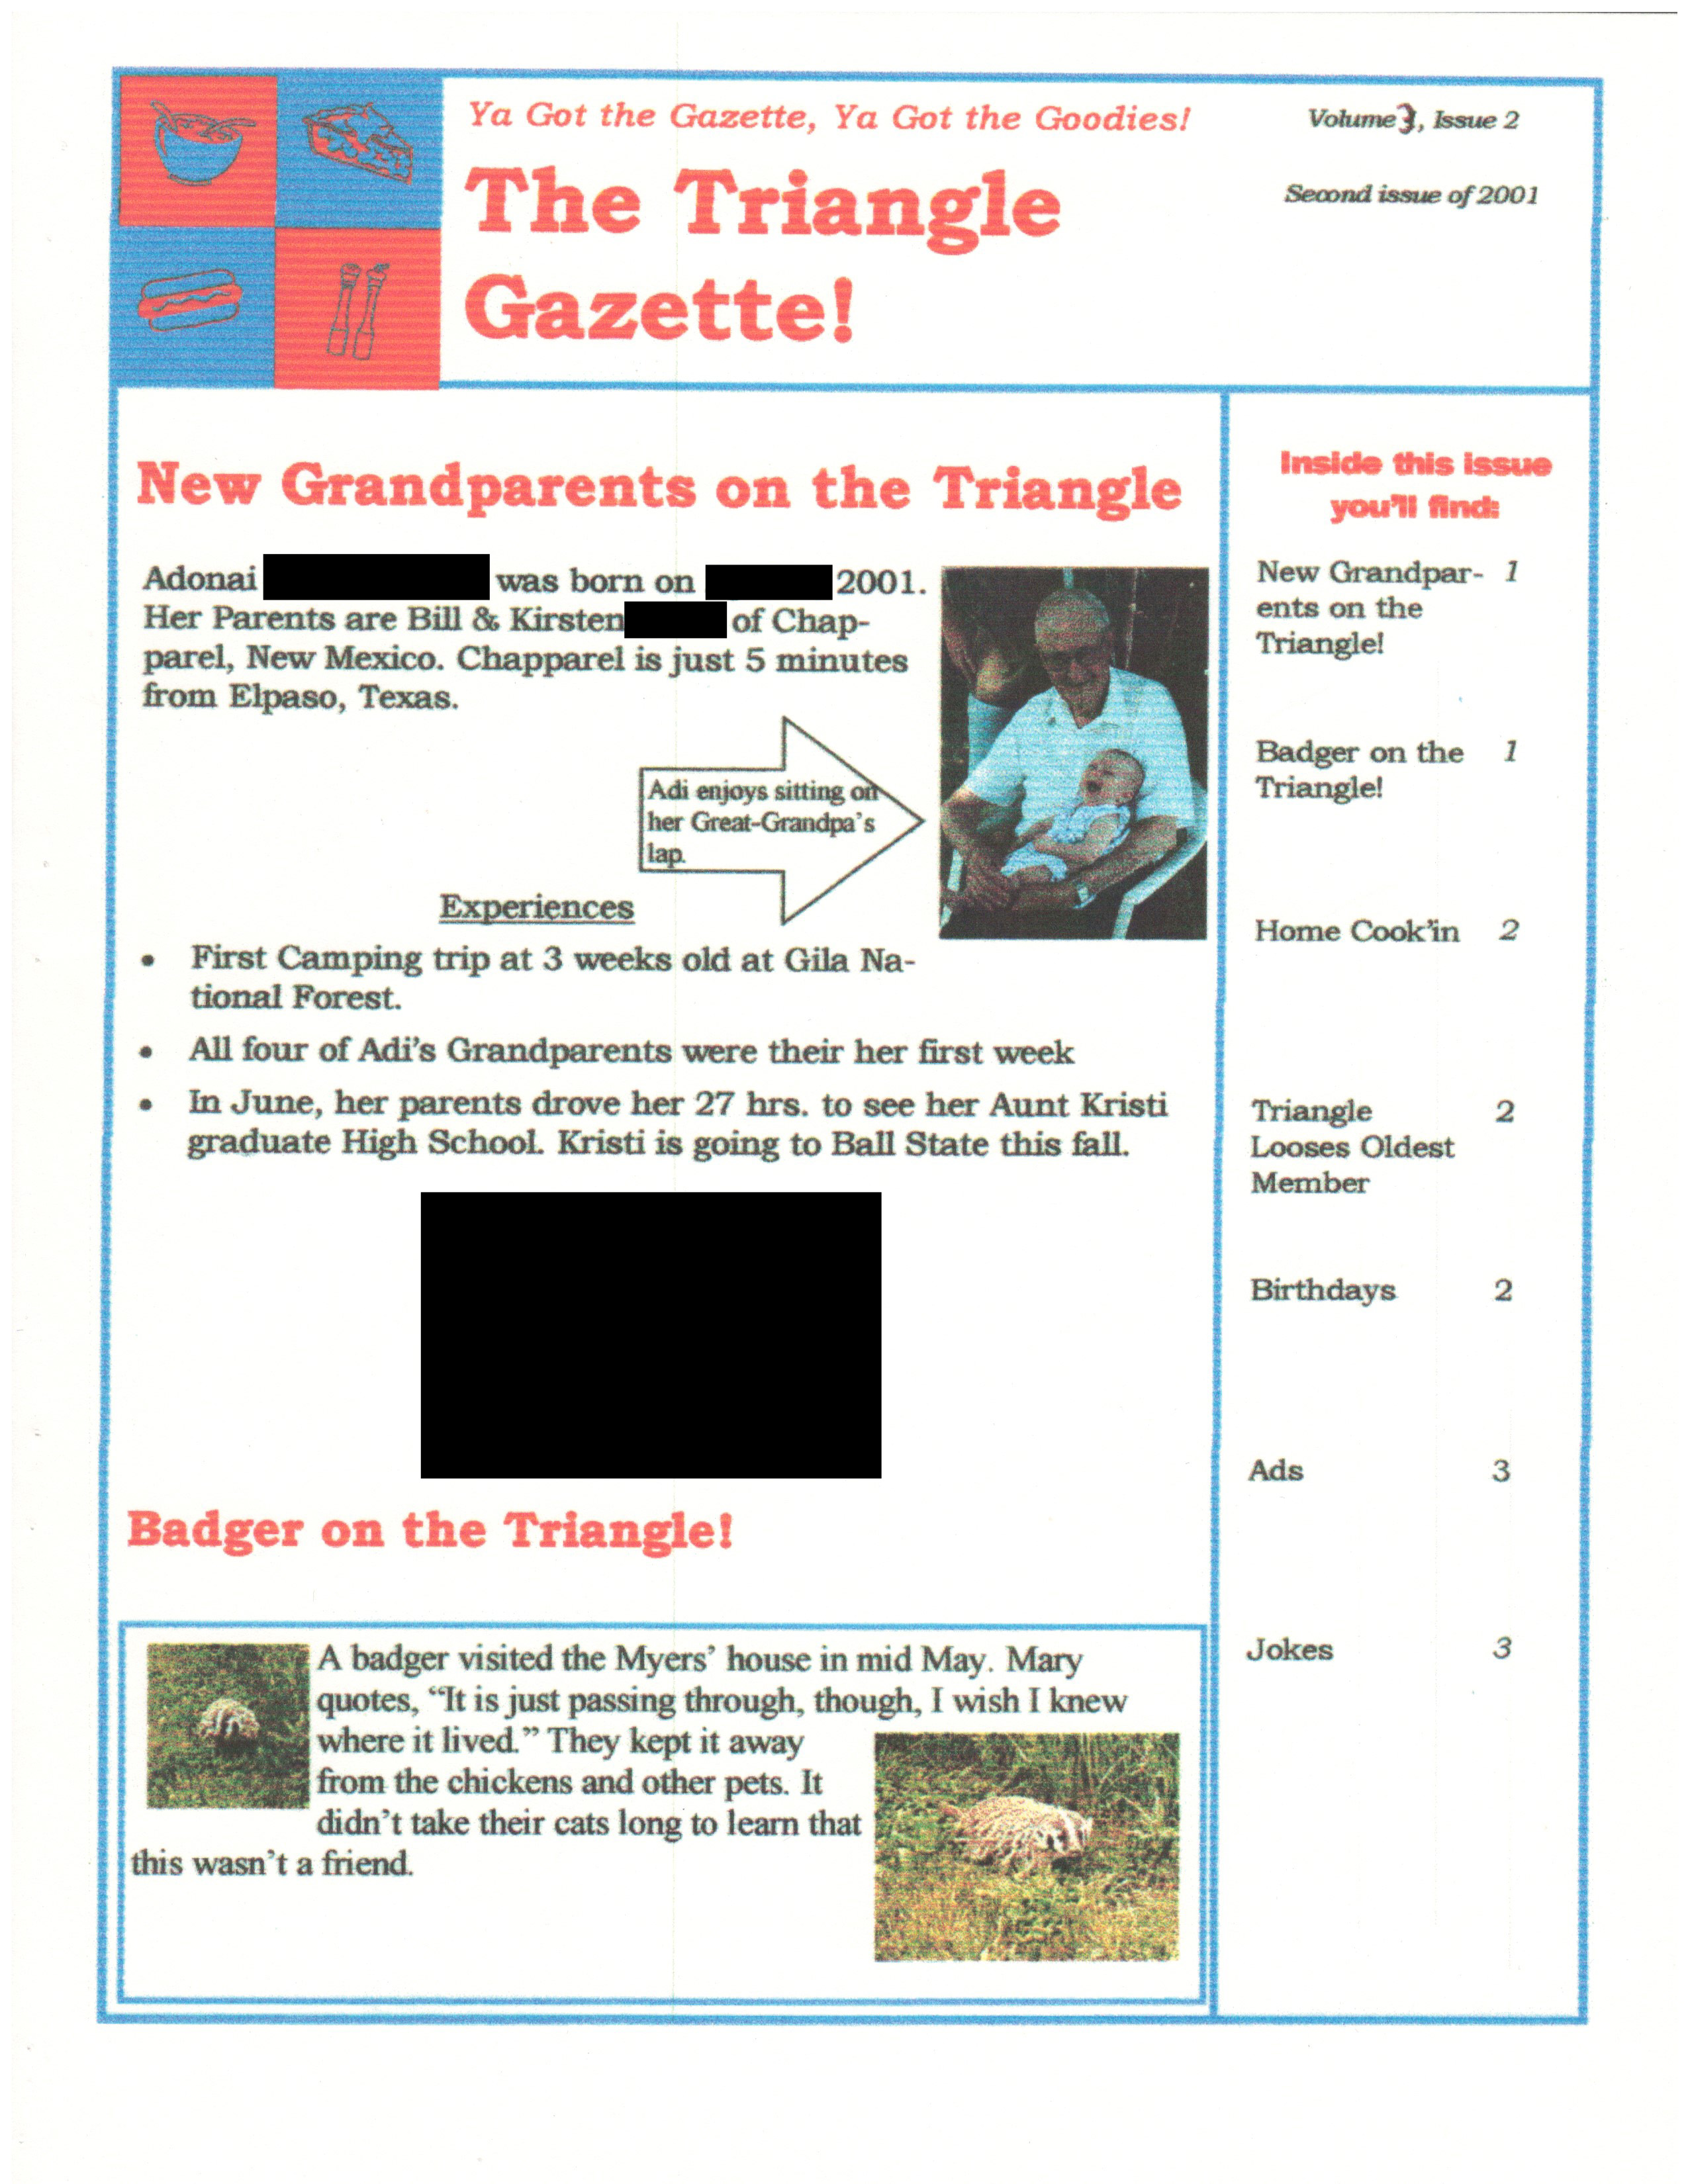 Ya Got the Gazette, Ya Got the Goodies!
The Triangle
Gazette!
Volume 3, Issue 2
Second issue of 2001
New Grandparents on the Triangle
Adonai was born on 2001.
Her Parents are Bill & Kirsten of Chap-
parel, New Mexico. Chapparel is just 5 minutes
from Elpaso, Texas.
Adi enjoys sitting on
her Great-Grandpa's
lap.
Experiences
• First Camping trip at 3 weeks old at Gila Na-
tional Forest.
• All four of Adi's Grandparents were their her first week
• In June, her parents drove her 27 hrs. to see her Aunt Kristi
graduate High School. Kristi is going to Ball State this fall.
Badger on the Triangle!
A badger visited the Myers' house in mid May. Mary
quotes, “It is just passing through, though, I wish I knew
where it lived.” They kept it away
from the chickens and other pets. It
didn't take their cats long to learn that
this wasn't a friend.
Inside this issue
you'll find:
New Grandpar- 1
ents on the
Triangle!
Badger on the 1
Triangle!
Home Cook'in 2
Triangle 2
Looses Oldest
Member
Birthdays 2
Ads 3
Jokes 3